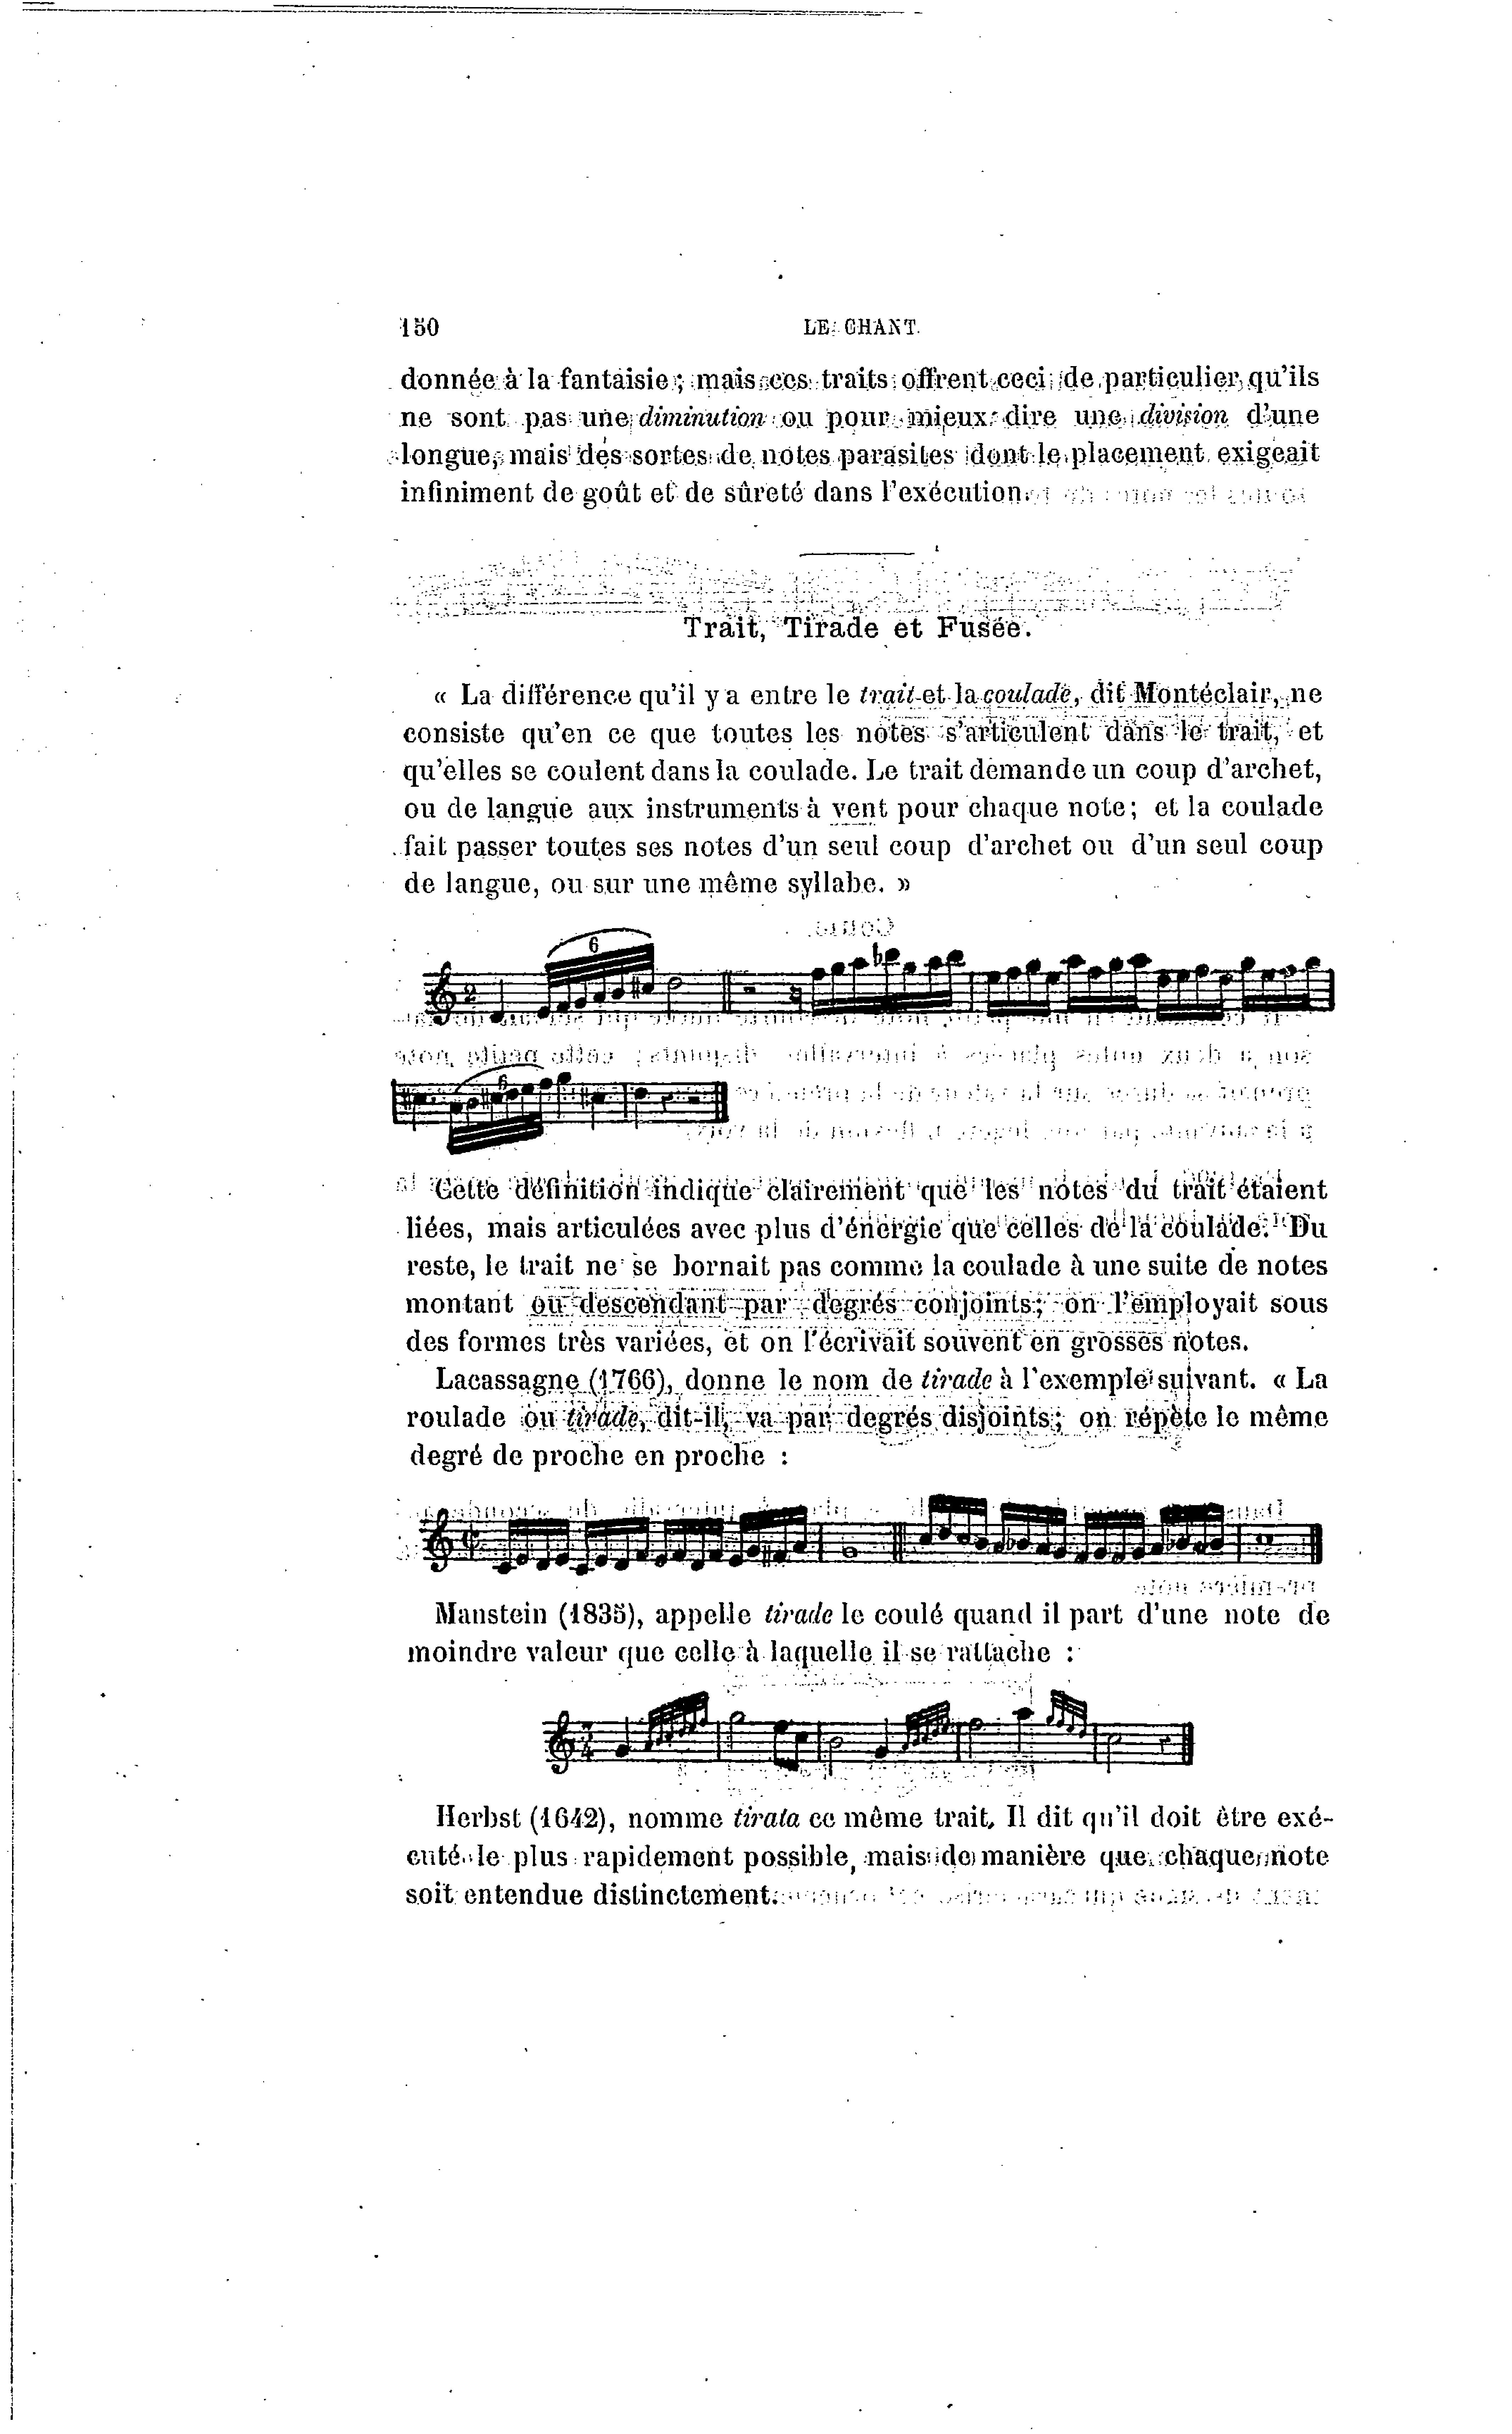 150
LE CHANT.
donnée à la fantaisie; mais ces traits offrent ceci de particulier, qu'ils
ne sont pas une diminution ou pour mieux dire une division d'une
longue, mais des sortes de notes parasites dont le placement exigeait
infiniment de goût et de sûreté dans l'exécution.
Trait, Tirade et Fusée.
« La différence qu'il y a entre le trait et la coulade, dit Montéclair, ne
consiste qu'en ce que toutes les notes s'articulent dans le trait, et
qu'elles se coulent dans la coulade. Le trait demande un coup d'archet,
ou de langue aux instruments à vent pour chaque note; et la coulade
fait passer toutes ses notes d'un seul coup d'archet ou d'un seul coup
de langue, ou sur une même syllabe. »
6
2
6
Cette définition indique clairement que les notes du trait étaient
liées, mais articulées avec plus d'énergie que celles de la coulade. Du
reste, le trait ne se bornait pas comme la coulade à une suite de notes
montant ou descendant par degrés conjoints; on l'employait sous
des formes très variées, et on l'écrivait souvent en grosses notes.
Lacassagne (1766), donne le nom de tirade à l'exemple suivant. « La
roulade ou tirade, dit-il, va par degrés disjoints; on répète le même
degré de proche en proche :
Manstein (1835), appelle tirade le coulé quand il part d'une note de
moindre valeur que celle à laquelle il se rattache :
Herbst (1642), nomme tirata ce même trait. Il dit qu'il doit être exé-
cuté le plus rapidement possible, mais de manière que chaque note
soit entendue distinctement.